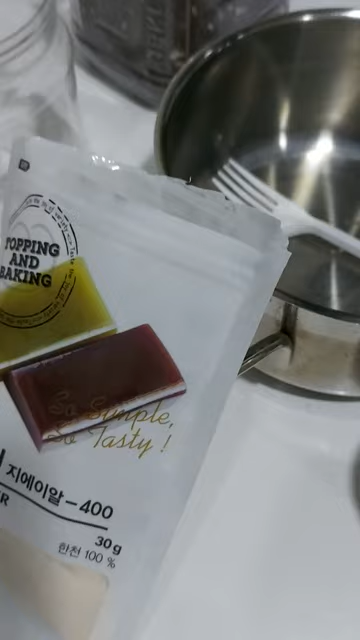 TOPPING
AND
BAKING
So Simple,
So Tasty !
지에이알-400
30g
한천 100 %